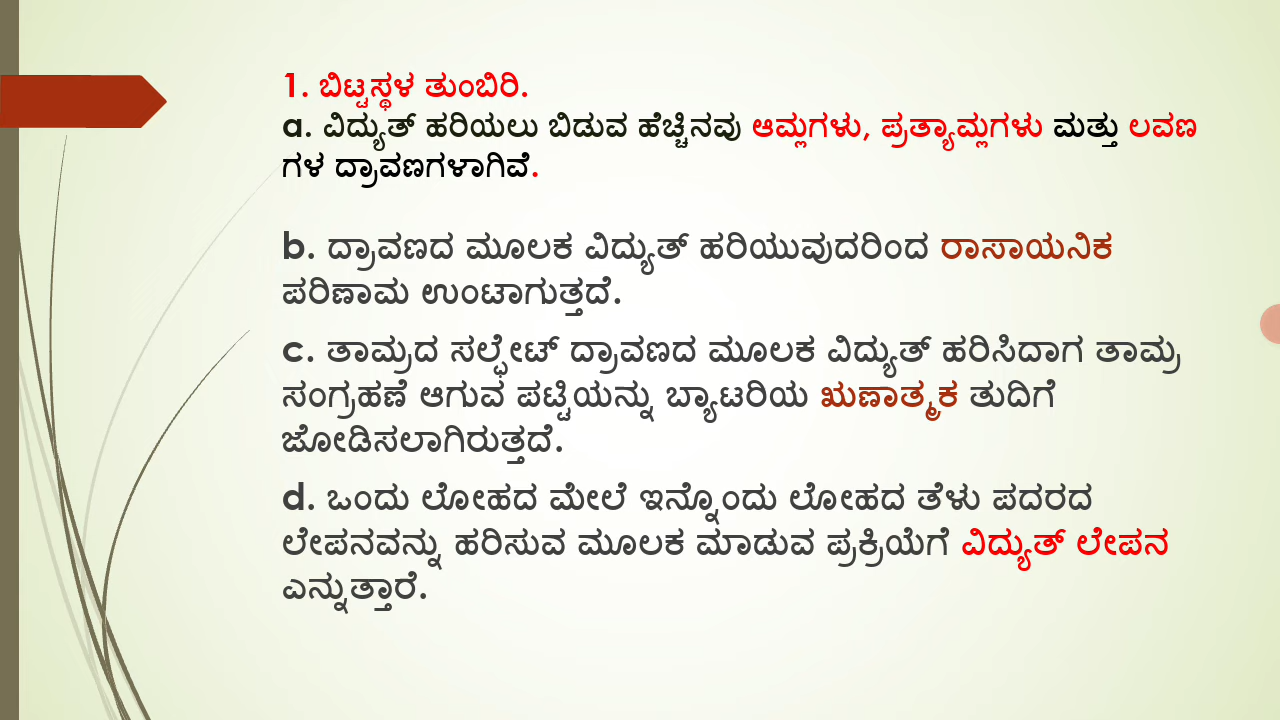 1. ಬಿಟ್ಟಸ್ಥಳ ತುಂಬಿರಿ.
a. ವಿದ್ಯುತ್ ಹರಿಯಲು ಬಿಡುವ ಹೆಚ್ಚಿನವು ಆಮ್ಲಗಳು, ಪ್ರತ್ಯಾಮ್ಲಗಳು ಮತ್ತು ಲವಣ
ಗಳ ದ್ರಾವಣಗಳಾಗಿವೆ.
b. ದ್ರಾವಣದ ಮೂಲಕ ವಿದ್ಯುತ್ ಹರಿಯುವುದರಿಂದ ರಾಸಾಯನಿಕ
ಪರಿಣಾಮ ಉಂಟಾಗುತ್ತದೆ.
c. ತಾಮ್ರದ ಸಲ್ಫೇಟ್ ದ್ರಾವಣದ ಮೂಲಕ ವಿದ್ಯುತ್ ಹರಿಸಿದಾಗ ತಾಮ್ರ
ಸಂಗ್ರಹಣೆ ಆಗುವ ಪಟ್ಟಿಯನ್ನು ಬ್ಯಾಟರಿಯ ಋಣಾತ್ಮಕ ತುದಿಗೆ
ಜೋಡಿಸಲಾಗಿರುತ್ತದೆ.
d. ಒಂದು ಲೋಹದ ಮೇಲೆ ಇನ್ನೊಂದು ಲೋಹದ ತೆಳು ಪದರದ
ಲೇಪನವನ್ನು ಹರಿಸುವ ಮೂಲಕ ಮಾಡುವ ಪ್ರಕ್ರಿಯೆಗೆ ವಿದ್ಯುತ್ ಲೇಪನ
ಎನ್ನುತ್ತಾರೆ.